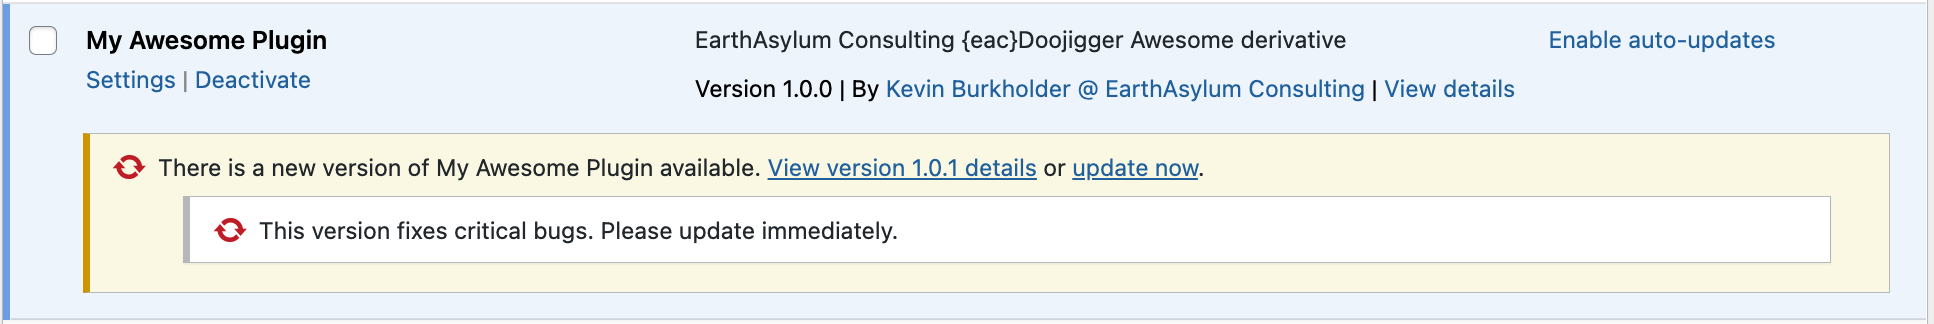 My Awesome Plugin
Settings | Deactivate
EarthAsylum Consulting {eac}Doojigger Awesome derivative
Version 1.0.0 | By Kevin Burkholder @ EarthAsylum Consulting | View details
Enable auto-updates
There is a new version of My Awesome Plugin available. View version 1.0.1 details or update now.
This version fixes critical bugs. Please update immediately.